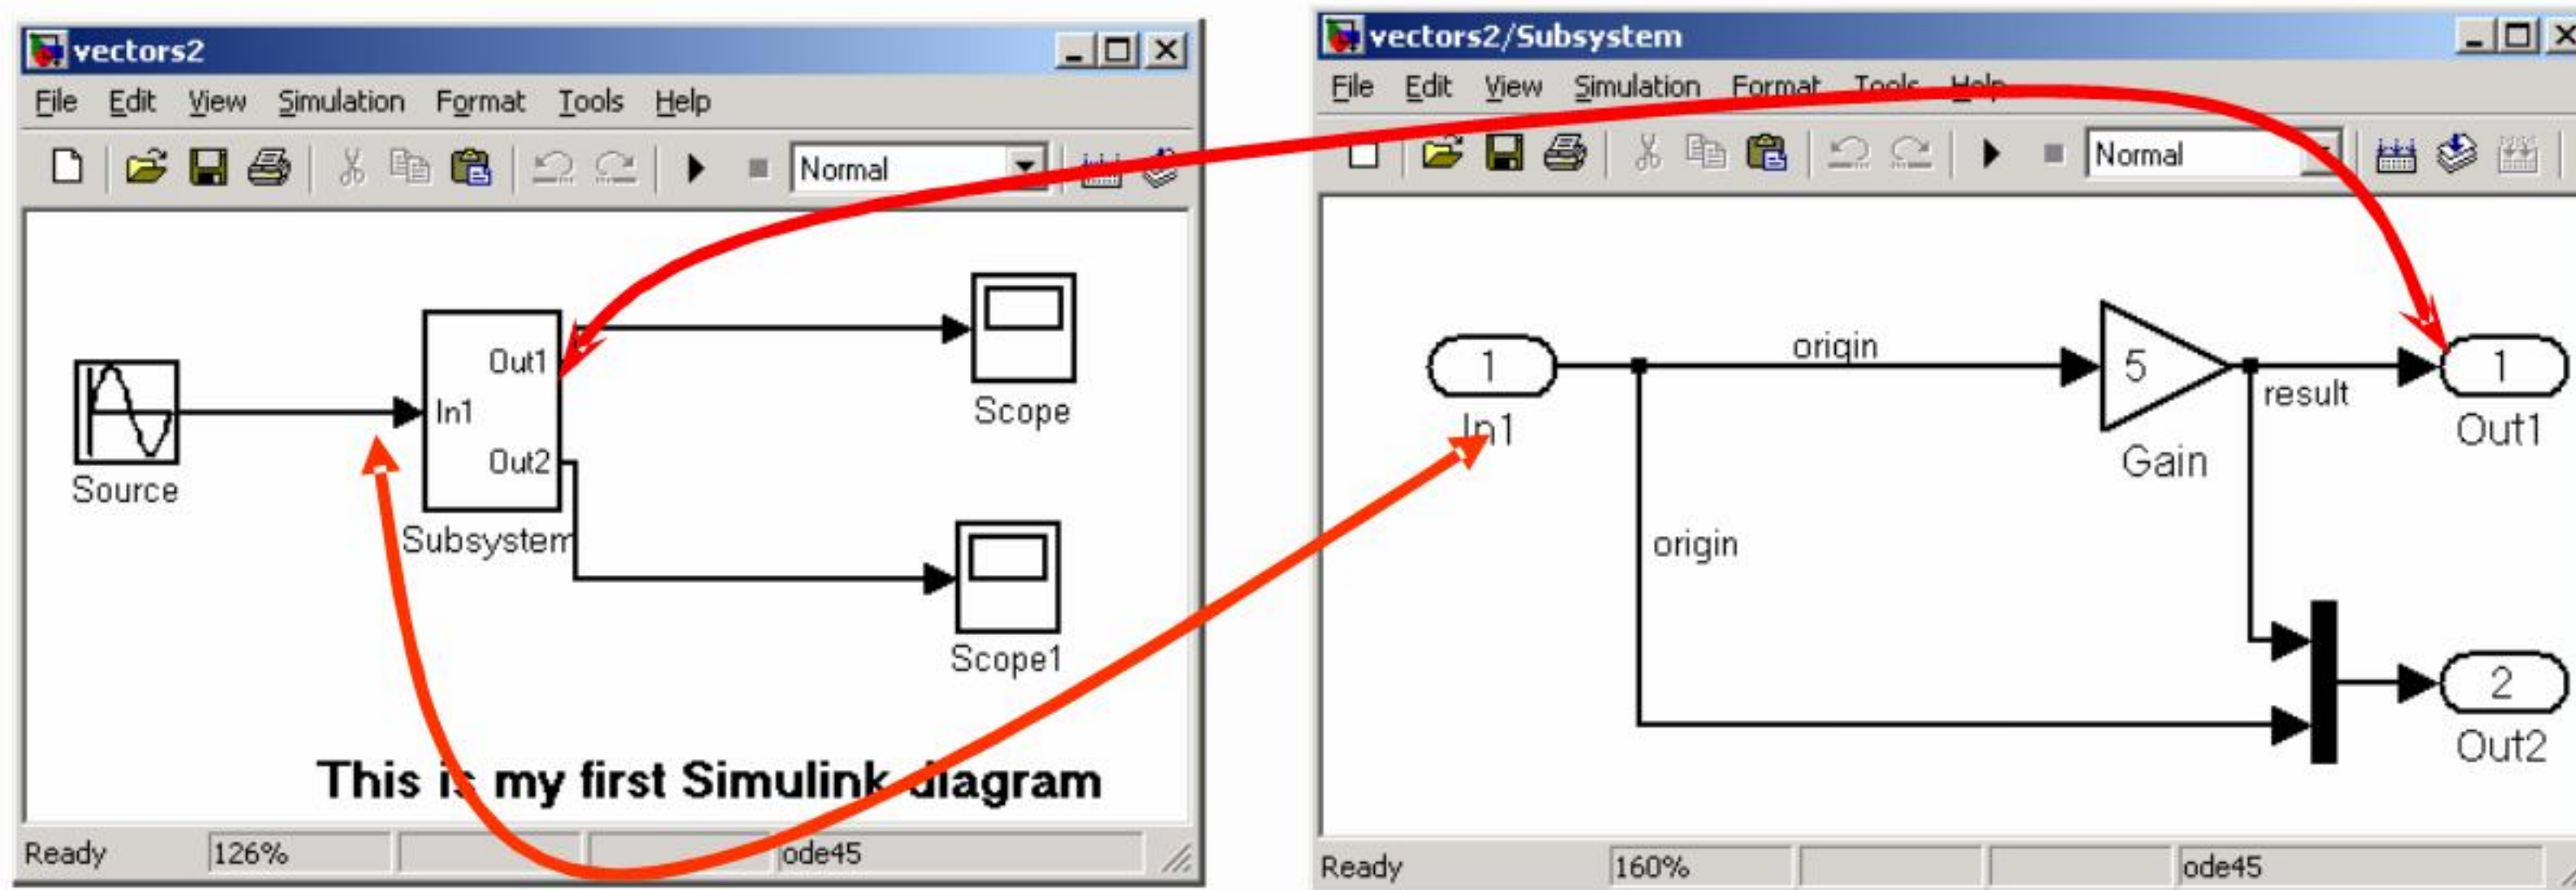 vectors2
File Edit View Simulation Format Tools Help
Normal
Out1
In1
Out2
Source
Subsystem
Scope
Scope1
This is my first Simulink diagram
Ready 126% ode45
vectors2/Subsystem
File Edit View Simulation Format Tools Help
Normal
1
In1
origin
origin
5
Gain
result
1
Out1
2
Out2
Ready 160% ode45